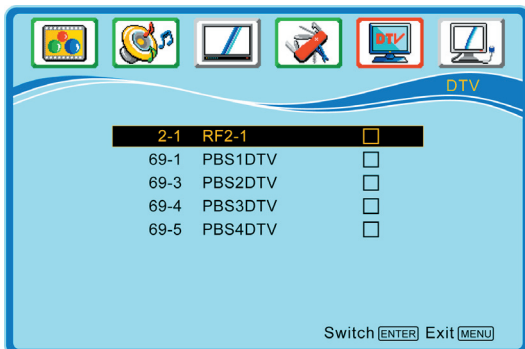 DTV
DTV
2-1 RF2-1
69-1 PBS1DTV
69-3 PBS2DTV
69-4 PBS3DTV
69-5 PBS4DTV
Switch ENTER Exit MENU